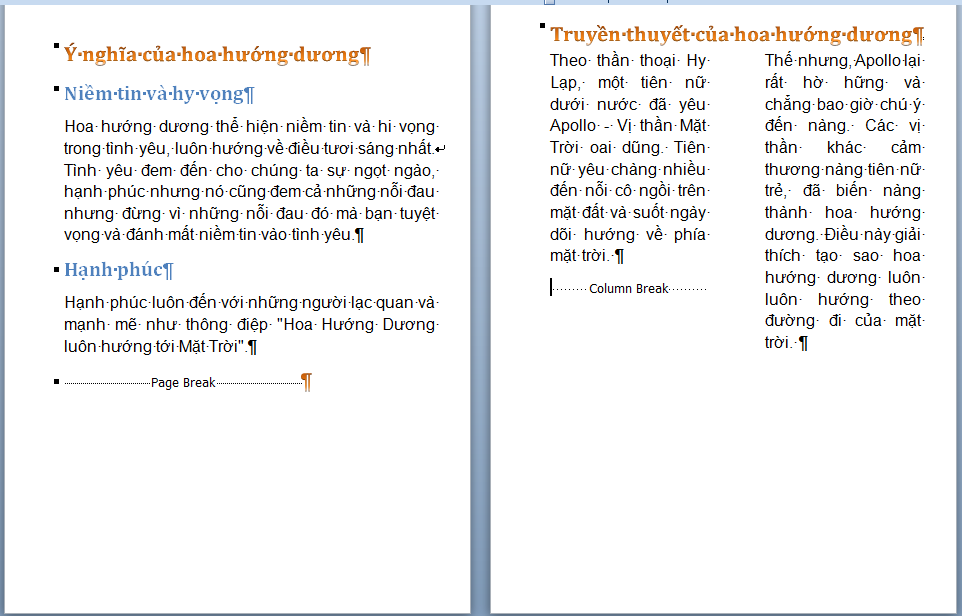 Ý nghĩa của hoa hướng dương¶
Niềm tin và hy vọng¶
Hoa hướng dương thể hiện niềm tin và hi vọng
trong tình yêu, luôn hướng về điều tươi sáng nhất.↵
Tình yêu đem đến cho chúng ta sự ngọt ngào,
hạnh phúc nhưng nó cũng đem cả những nỗi đau
nhưng đừng vì những nỗi đau đó mà bạn tuyệt
vọng và đánh mất niềm tin vào tình yêu.¶
Hạnh phúc¶
Hạnh phúc luôn đến với những người lạc quan và
mạnh mẽ như thông điệp "Hoa Hướng Dương
luôn hướng tới Mặt Trời".¶
Page Break¶
Truyền thuyết của hoa hướng dương¶
Theo thần thoại Hy
Lạp, một tiên nữ
dưới nước đã yêu
Apollo - Vị thần Mặt
Trời oai dũng. Tiên
nữ yêu chàng nhiều
đến nỗi cô ngồi trên
mặt đất và suốt ngày
dõi hướng về phía
mặt trời. ¶
Column Break
Thế nhưng, Apollo lại
rất hờ hững và
chẳng bao giờ chú ý
đến nàng. Các vị
thần khác cảm
thương nàng tiên nữ
trẻ, đã biến nàng
thành hoa hướng
dương. Điều này giải
thích tạo sao hoa
hướng dương luôn
luôn hướng theo
đường đi của mặt
trời. ¶